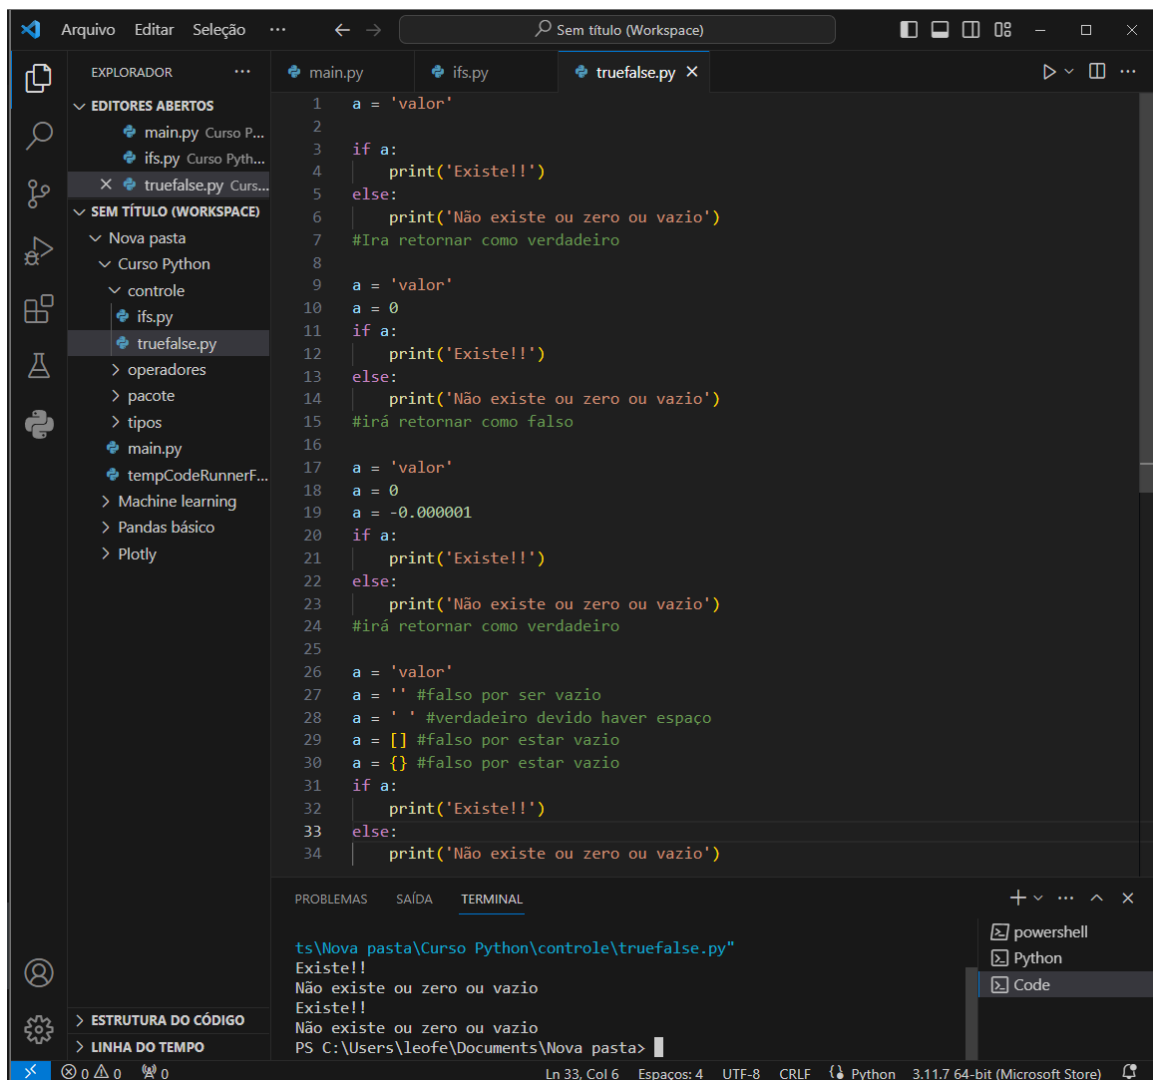 Arquivo Editar Seleção ··· Sem título (Workspace)
EXPLORADOR ···
main.py ifs.py truefalse.py
EDITORES ABERTOS
main.py Curso P...
ifs.py Curso Pyth...
truefalse.py Curs...
SEM TÍTULO (WORKSPACE)
Nova pasta
Curso Python
controle
ifs.py
truefalse.py
operadores
pacote
tipos
main.py
tempCodeRunnerF...
Machine learning
Pandas básico
Plotly
ESTRUTURA DO CÓDIGO
LINHA DO TEMPO
1 a = 'valor'
2
3 if a:
4 print('Existe!!')
5 else:
6 print('Não existe ou zero ou vazio')
7 #Ira retornar como verdadeiro
8
9 a = 'valor'
10 a = 0
11 if a:
12 print('Existe!!')
13 else:
14 print('Não existe ou zero ou vazio')
15 #irá retornar como falso
16
17 a = 'valor'
18 a = 0
19 a = -0.000001
20 if a:
21 print('Existe!!')
22 else:
23 print('Não existe ou zero ou vazio')
24 #irá retornar como verdadeiro
25
26 a = 'valor'
27 a = '' #falso por ser vazio
28 a = ' ' #verdadeiro devido haver espaço
29 a = [] #falso por estar vazio
30 a = {} #falso por estar vazio
31 if a:
32 print('Existe!!')
33 else:
34 print('Não existe ou zero ou vazio')
PROBLEMAS SAÍDA TERMINAL
ts\Nova pasta\Curso Python\controle\truefalse.py"
Existe!!
Não existe ou zero ou vazio
Existe!!
Não existe ou zero ou vazio
PS C:\Users\leofe\Documents\Nova pasta>
powershell
Python
Code
0 0 0 Ln 33, Col 6 Espaços: 4 UTF-8 CRLF Python 3.11.7 64-bit (Microsoft Store)